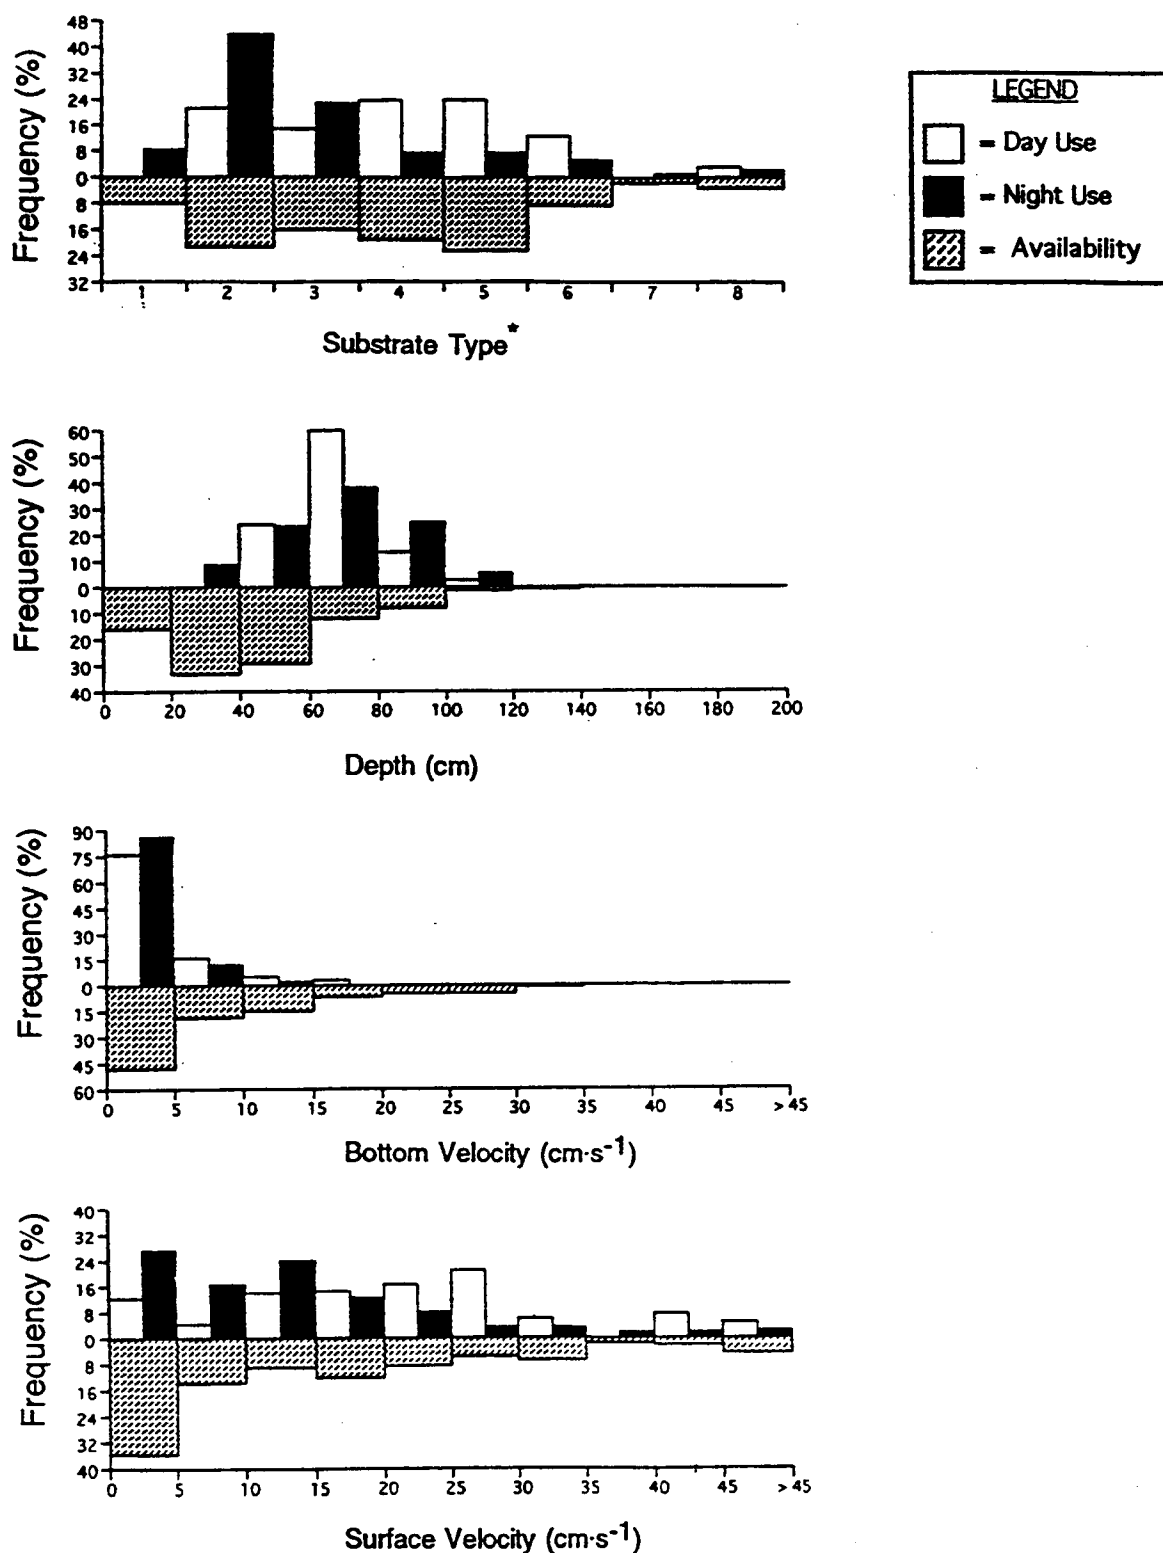 48
40
32
24
16
8
0
8
16
24
32
Frequency (%)
1 2 3 4 5 6 7 8
Substrate Type*
LEGEND
= Day Use
= Night Use
= Availability
60
50
40
30
20
10
0
10
20
30
40
Frequency (%)
0 20 40 60 80 100 120 140 160 180 200
Depth (cm)
90
75
60
45
30
15
0
15
30
45
60
Frequency (%)
0 5 10 15 20 25 30 35 40 45 >45
Bottom Velocity (cm·s-1)
40
32
24
16
8
0
8
16
24
32
40
Frequency (%)
0 5 10 15 20 25 30 35 40 45 >45
Surface Velocity (cm·s-1)